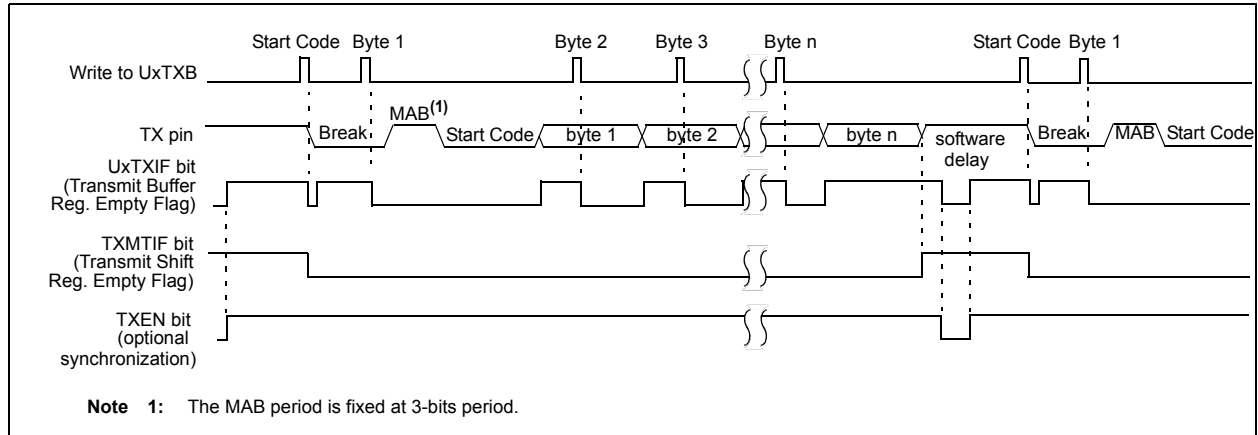 Start Code Byte 1 Byte 2 Byte 3 Byte n Start Code Byte 1
Write to UxTXB
MAB(1)
TX pin Break Start Code byte 1 byte 2 byte n software delay Break MAB Start Code
UxTXIF bit
(Transmit Buffer
Reg. Empty Flag)
TXMTIF bit
(Transmit Shift
Reg. Empty Flag)
TXEN bit
(optional
synchronization)
Note 1: The MAB period is fixed at 3-bits period.